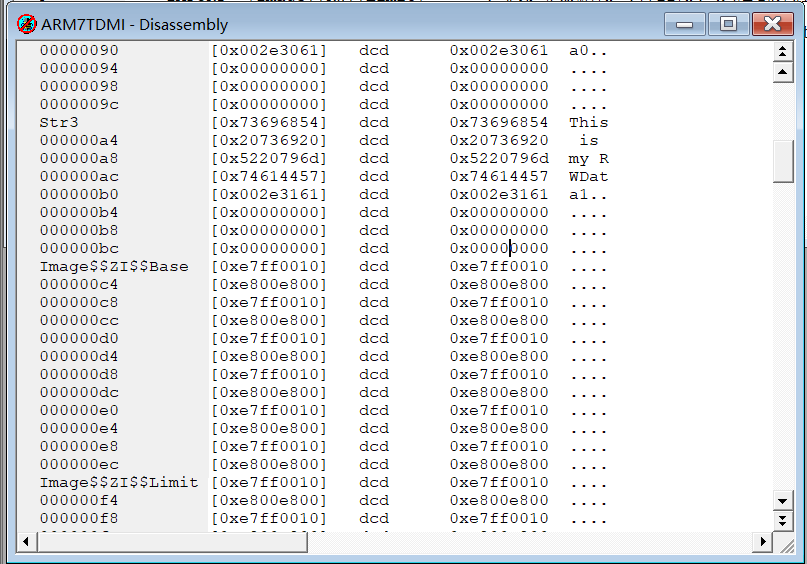 ARM7TDMI - Disassembly
00000090 [0x002e3061] dcd 0x002e3061 a0..
00000094 [0x00000000] dcd 0x00000000 ....
00000098 [0x00000000] dcd 0x00000000 ....
0000009c [0x00000000] dcd 0x00000000 ....
Str3 [0x73696854] dcd 0x73696854 This
000000a4 [0x20736920] dcd 0x20736920 is
000000a8 [0x5220796d] dcd 0x5220796d my R
000000ac [0x74614457] dcd 0x74614457 WDat
000000b0 [0x002e3161] dcd 0x002e3161 a1..
000000b4 [0x00000000] dcd 0x00000000 ....
000000b8 [0x00000000] dcd 0x00000000 ....
000000bc [0x00000000] dcd 0x00000000 ....
Image$$ZI$$Base [0xe7ff0010] dcd 0xe7ff0010 ....
000000c4 [0xe800e800] dcd 0xe800e800 ....
000000c8 [0xe7ff0010] dcd 0xe7ff0010 ....
000000cc [0xe800e800] dcd 0xe800e800 ....
000000d0 [0xe7ff0010] dcd 0xe7ff0010 ....
000000d4 [0xe800e800] dcd 0xe800e800 ....
000000d8 [0xe7ff0010] dcd 0xe7ff0010 ....
000000dc [0xe800e800] dcd 0xe800e800 ....
000000e0 [0xe7ff0010] dcd 0xe7ff0010 ....
000000e4 [0xe800e800] dcd 0xe800e800 ....
000000e8 [0xe7ff0010] dcd 0xe7ff0010 ....
000000ec [0xe800e800] dcd 0xe800e800 ....
Image$$ZI$$Limit [0xe7ff0010] dcd 0xe7ff0010 ....
000000f4 [0xe800e800] dcd 0xe800e800 ....
000000f8 [0xe7ff0010] dcd 0xe7ff0010 ....